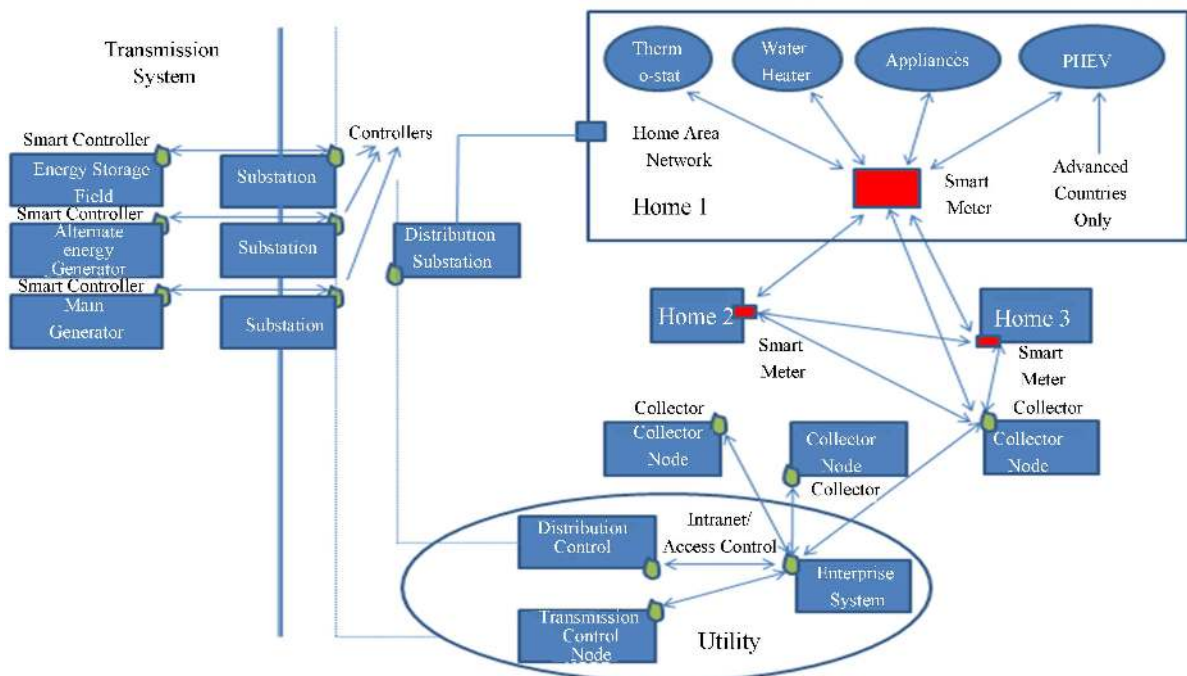 Transmission
System
Smart Controller
Energy Storage
Field
Smart Controller
Alternate
energy
Generator
Smart Controller
Main
Generator
Substation
Substation
Substation
Controllers
Distribution
Substation
Therm
o-stat
Water
Heater
Appliances
PHEV
Home Area
Network
Home 1
Smart
Meter
Advanced
Countries
Only
Home 2
Smart
Meter
Home 3
Smart
Meter
Collector
Collector
Node
Collector
Node
Collector
Collector
Collector
Node
Distribution
Control
Intranet/
Access Control
Enterprise
System
Transmission
Control
Node
Utility